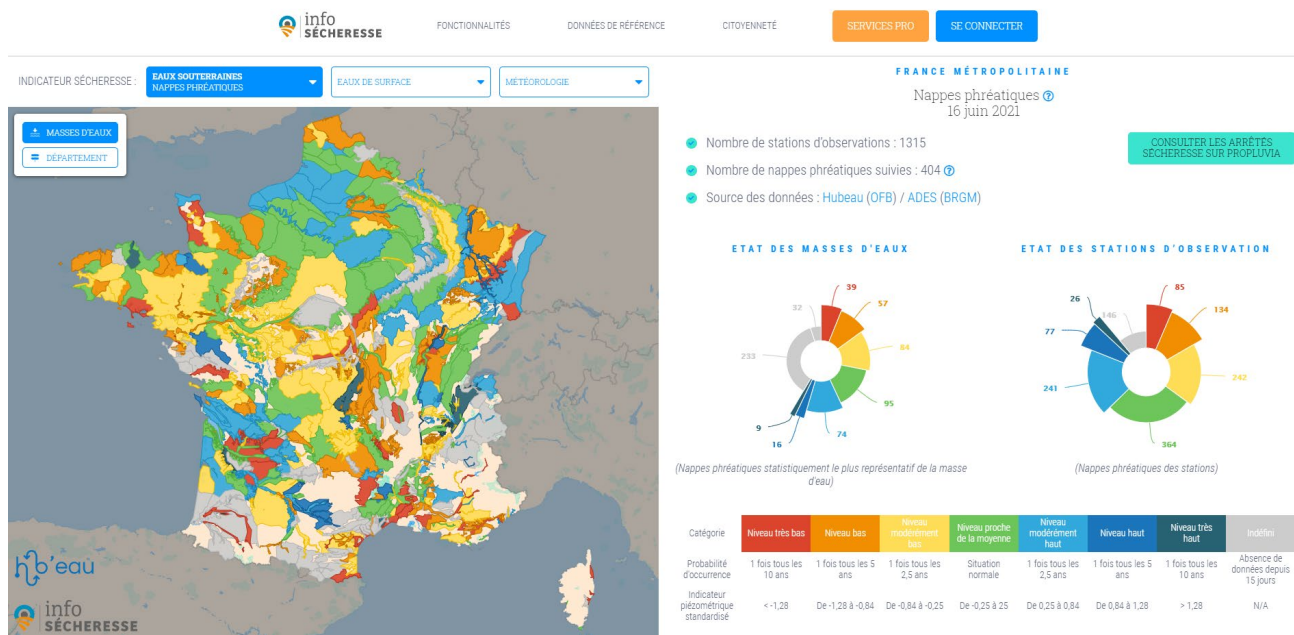 info
SÉCHERESSE
FONCTIONNALITÉS
DONNÉES DE RÉFÉRENCE
CITOYENNETÉ
SERVICES PRO
SE CONNECTER
INDICATEUR SÉCHERESSE :
EAUX SOUTERRAINES
NAPPES PHRÉATIQUES
EAUX DE SURFACE
MÉTÉOROLOGIE
MASSES D'EAUX
DÉPARTEMENT
hub'eau
info
SÉCHERESSE
FRANCE MÉTROPOLITAINE
Nappes phréatiques ?
16 juin 2021
Nombre de stations d'observations : 1315
Nombre de nappes phréatiques suivies : 404 ?
Source des données : Hubeau (OFB) / ADES (BRGM)
CONSULTER LES ARRÊTÉS
SÉCHERESSE SUR PROPLUVIA
ETAT DES MASSES D'EAUX
39
57
84
95
74
16
9
233
32
(Nappes phréatiques statistiquement le plus représentatif de la masse
d'eau)
ETAT DES STATIONS D'OBSERVATION
85
134
242
364
241
77
26
146
(Nappes phréatiques des stations)
Catégorie Niveau très bas Niveau bas Niveau modérément bas Niveau proche de la moyenne Niveau modérément haut Niveau haut Niveau très haut Indéfini
Probabilité d'occurrence 1 fois tous les 10 ans 1 fois tous les 5 ans 1 fois tous les 2,5 ans Situation normale 1 fois tous les 2,5 ans 1 fois tous les 5 ans 1 fois tous les 10 ans Absence de données depuis 15 jours
Indicateur piézométrique standardisé < -1,28 De -1,28 à -0,84 De -0,84 à -0,25 De -0,25 à 25 De 0,25 à 0,84 De 0,84 à 1,28 > 1,28 N/A